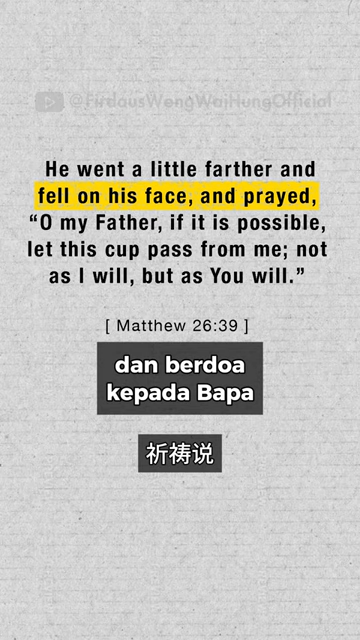 @FirdausWongWaiHungOfficial
He went a little farther and
fell on his face, and prayed,
“O my Father, if it is possible,
let this cup pass from me; not
as I will, but as You will.”
[ Matthew 26:39 ]
dan berdoa
kepada Bapa
祈祷说